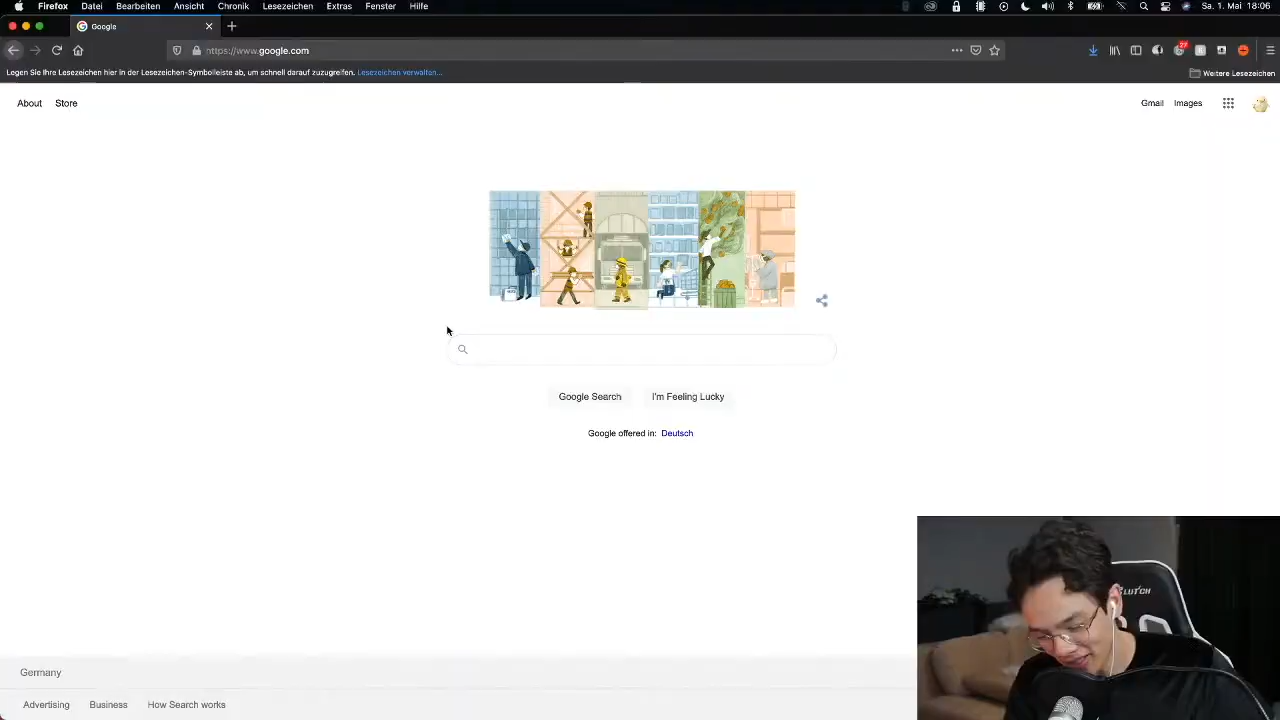 Firefox Datei Bearbeiten Ansicht Chronik Lesezeichen Extras Fenster Hilfe Sa. 1. Mai 18:06
Google
https://www.google.com
27
Legen Sie Ihre Lesezeichen hier in der Lesezeichen-Symbolleiste ab, um schnell darauf zuzugreifen. Lesezeichen verwalten... Weitere Lesezeichen
About Store Gmail Images
Google Search I'm Feeling Lucky
Google offered in: Deutsch
Germany
Advertising Business How Search works